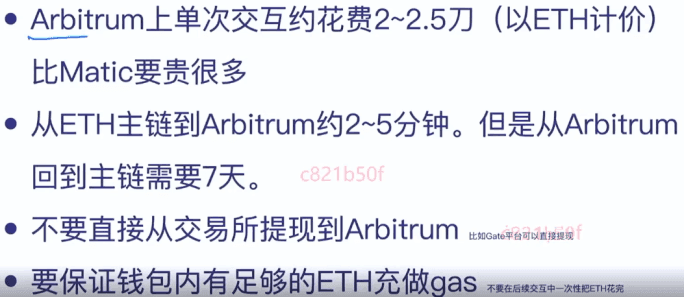 • Arbitrum上单次交互约花费2~2.5刀（以ETH计价）
比Matic要贵很多
• 从ETH主链到Arbitrum约2~5分钟。但是从Arbitrum
回到主链需要7天。 c821b50f
• 不要直接从交易所提现到Arbitrum 比如Gate平台可以直接提现
• 要保证钱包内有足够的ETH充做gas 不要在后续交互中一次性把ETH花完